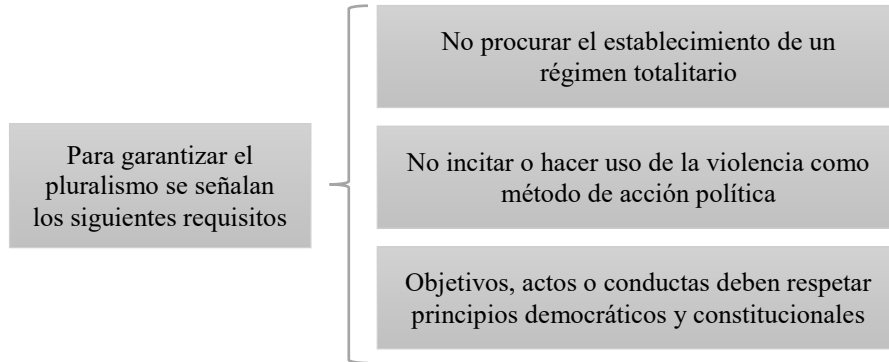 Para garantizar el
pluralismo se señalan
los siguientes requisitos
No procurar el establecimiento de un
régimen totalitario
No incitar o hacer uso de la violencia como
método de acción política
Objetivos, actos o conductas deben respetar
principios democráticos y constitucionales